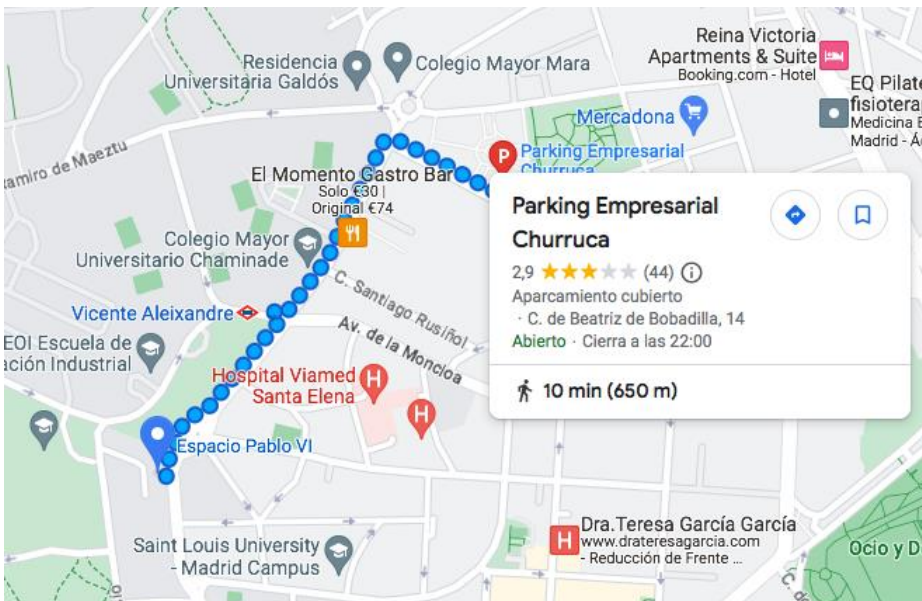 Residencia
Universitaria Galdós
Colegio Mayor Mara
Reina Victoria
Apartments & Suite
Booking.com - Hotel
EQ Pilate
fisiotera
Medicina E
Madrid - Á
Mercadona
Parking Empresarial
Churruca
amiro de Maeztu
El Momento Gastro Bar
Solo €30 |
Original €74
Colegio Mayor
Universitario Chaminade
C. Santiago Rusiñol
Vicente Aleixandre
Av. de la Moncloa
EOI Escuela de
ación Industrial
Hospital Viamed
Santa Elena
Espacio Pablo VI
Saint Louis University
- Madrid Campus
Dra.Teresa García García
www.drateresagarcia.com
- Reducción de Frente ...
Ocio y D
C. de
P
H
H
H
Parking Empresarial
Churruca
2,9 (44)
Aparcamiento cubierto
· C. de Beatriz de Bobadilla, 14
Abierto · Cierra a las 22:00
10 min (650 m)